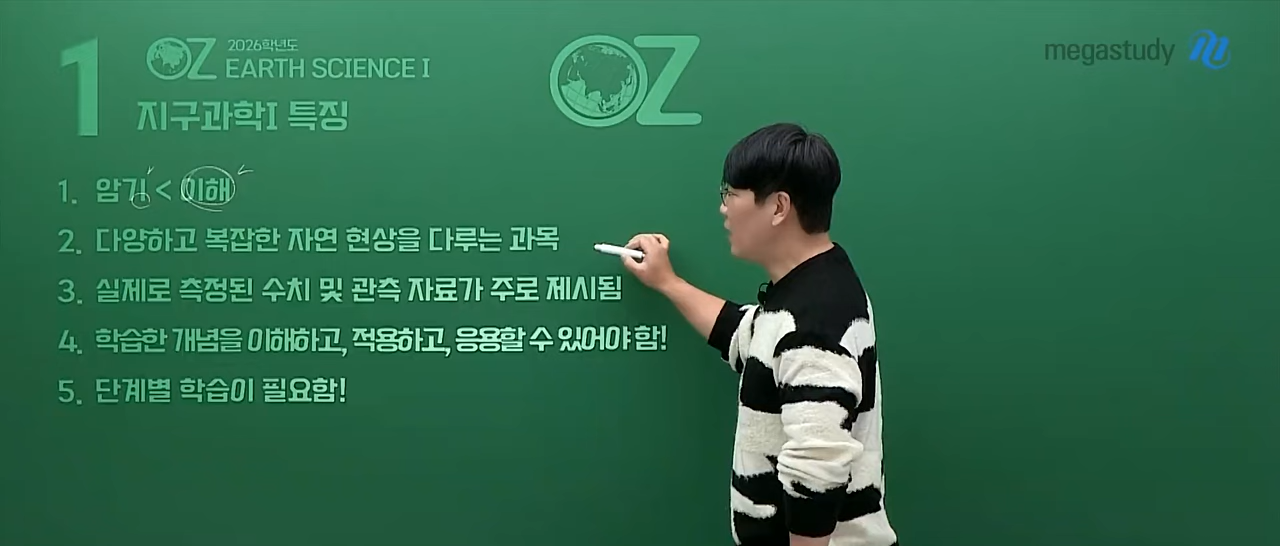 1
OZ 2026학년도
EARTH SCIENCE I
지구과학I 특징
OZ
megastudy
1. 암기 < 이해
2. 다양하고 복잡한 자연 현상을 다루는 과목
3. 실제로 측정된 수치 및 관측 자료가 주로 제시됨
4. 학습한 개념을 이해하고, 적용하고, 응용할 수 있어야 함!
5. 단계별 학습이 필요함!